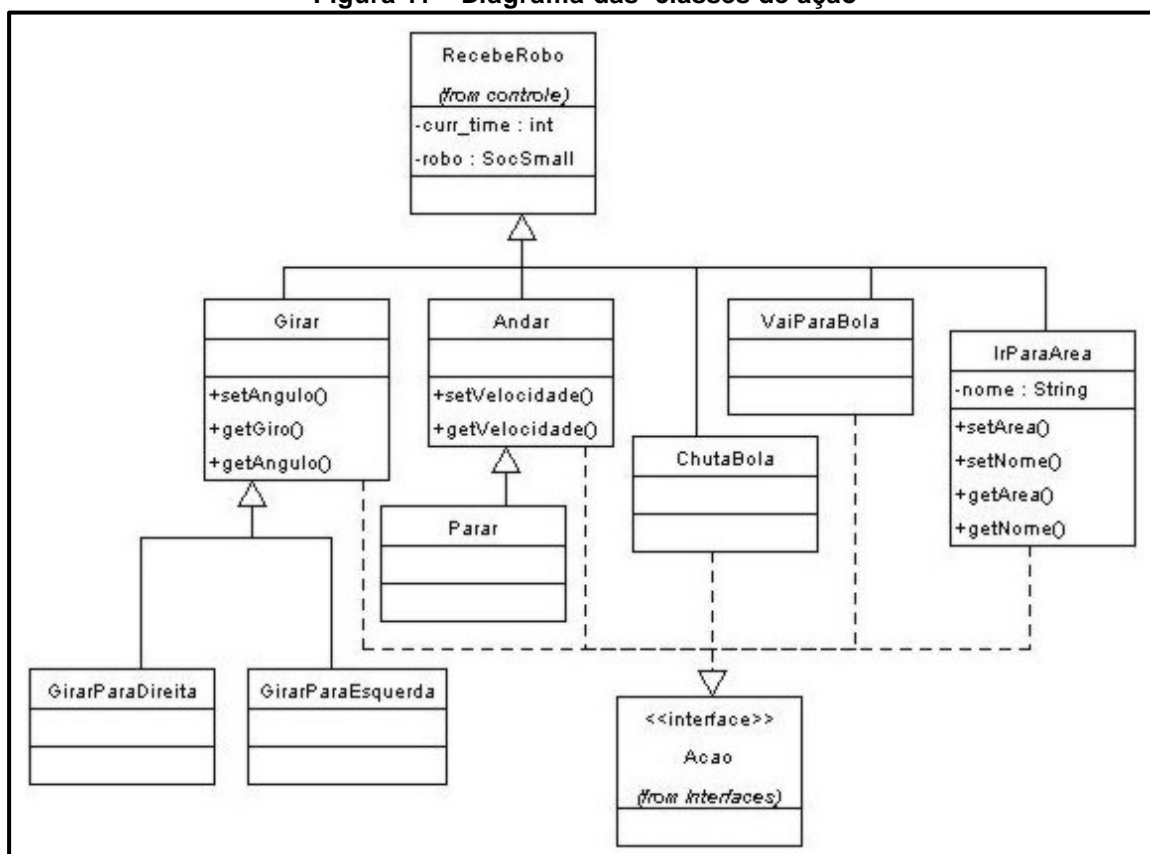 Figura – Diagrama das classes de ação
RecebeRobo
(from controle)
-curr_time : int
-robo : SocSmall
Girar
+setAngulo()
+getGiro()
+getAngulo()
Andar
+setVelocidade()
+getVelocidade()
VaiParaBola
IrParaArea
-nome : String
+setArea()
+setNome()
+getArea()
+getNome()
ChutaBola
Parar
GirarParaDireita
GirarParaEsquerda
<<interface>>
Acao
(from Interfaces)